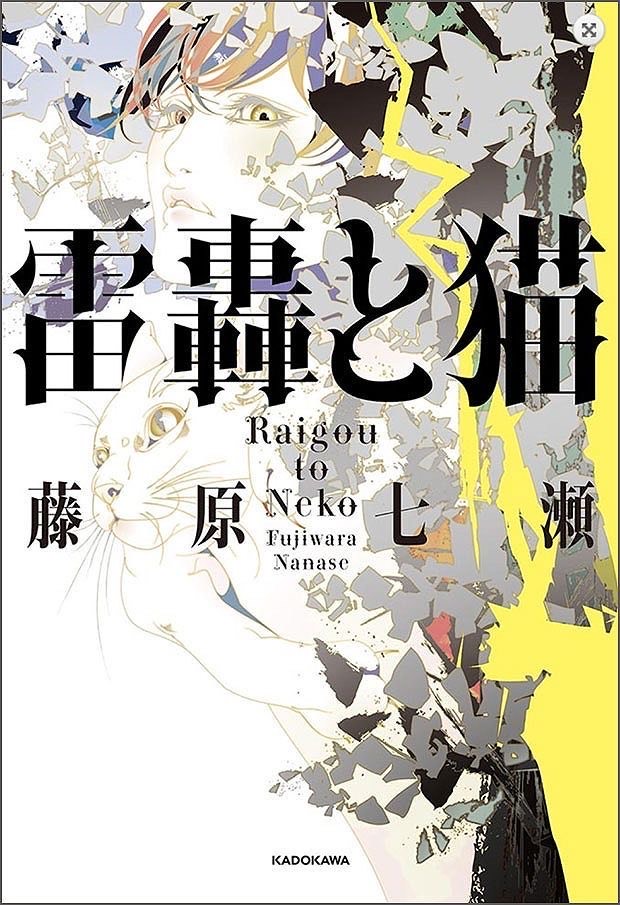 雷轟と猫
Raigou
to
Neko
藤原七瀬
Fujiwara
Nanase
KADOKAWA